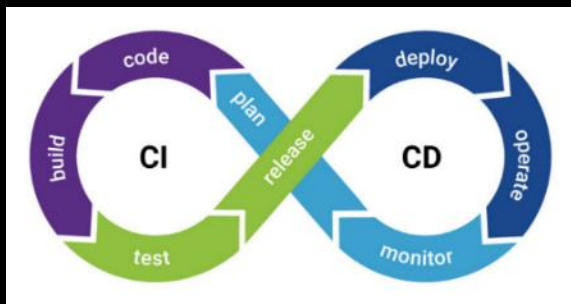 code
build
CI
test
plan
release
deploy
operate
CD
monitor